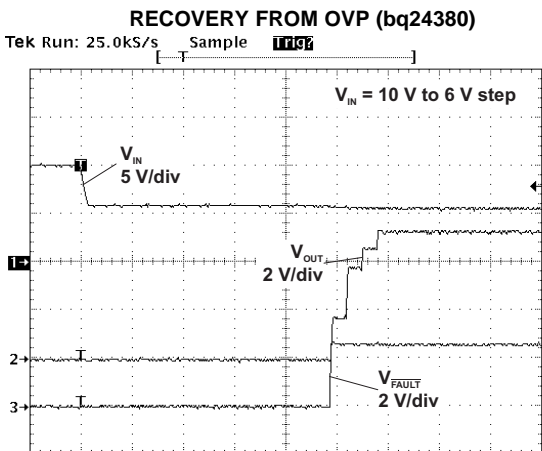 RECOVERY FROM OVP (bq24380)
Tek Run: 25.0kS/s Sample Trig?
[ T ]
V_IN = 10 V to 6 V step
T
V_IN
5 V/div
1→
V_OUT
2 V/div
2→
T
V_FAULT
2 V/div
3→
T